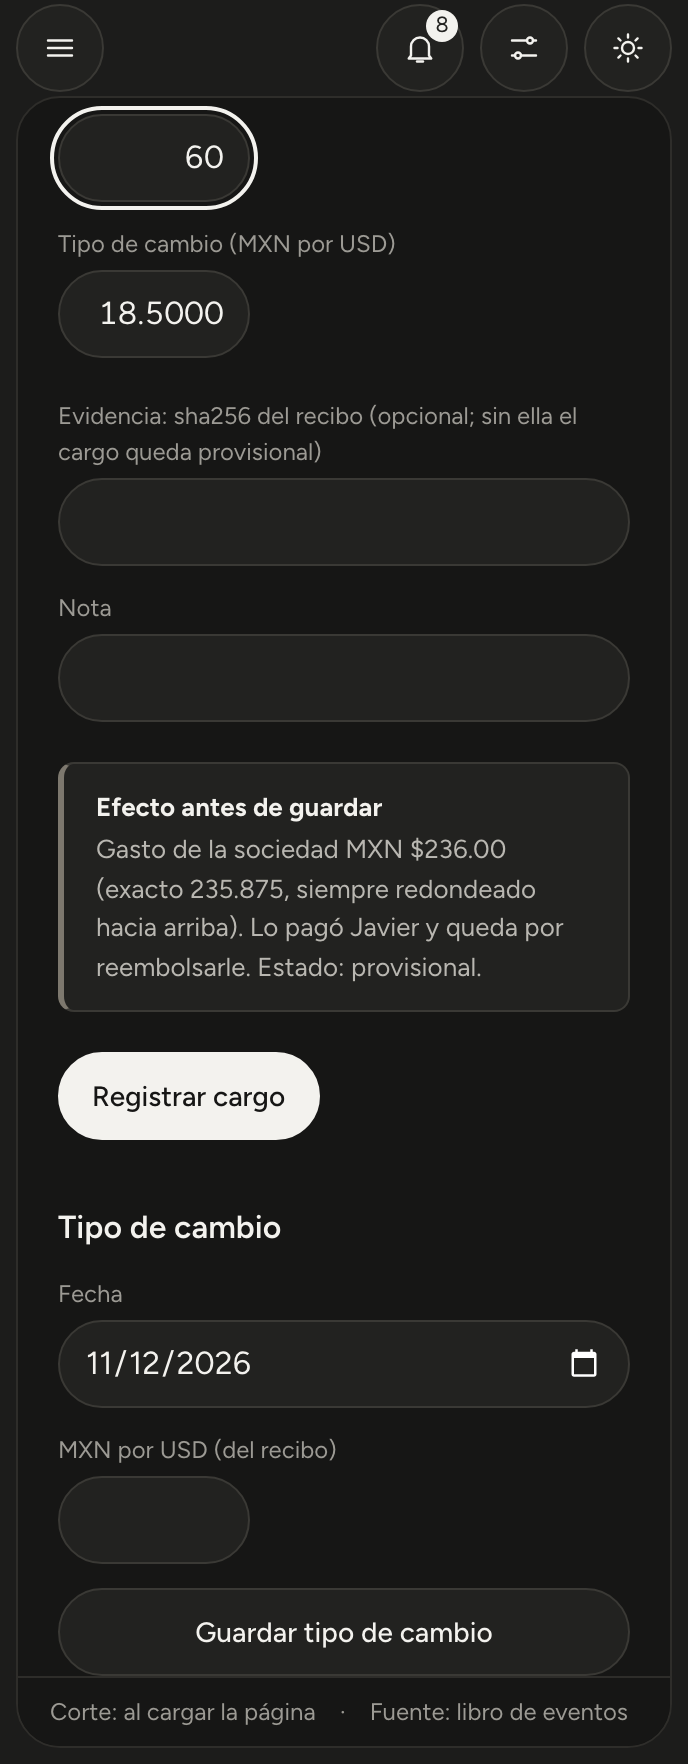 8
60
Tipo de cambio (MXN por USD)
18.5000
Evidencia: sha256 del recibo (opcional; sin ella el
cargo queda provisional)
Nota
Efecto antes de guardar
Gasto de la sociedad MXN $236.00
(exacto 235.875, siempre redondeado
hacia arriba). Lo pagó Javier y queda por
reembolsarle. Estado: provisional.
Registrar cargo
Tipo de cambio
Fecha
11/12/2026
MXN por USD (del recibo)
Guardar tipo de cambio
Corte: al cargar la página · Fuente: libro de eventos